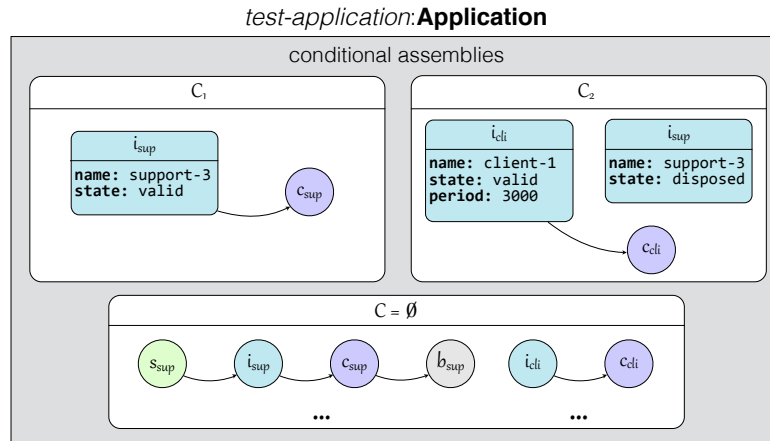 test-application:Application
conditional assemblies
C₁
i_sup
name: support-3
state: valid
c_sup
C₂
i_cli
name: client-1
state: valid
period: 3000
i_sup
name: support-3
state: disposed
c_cli
C = Ø
s_sup
i_sup
c_sup
b_sup
i_cli
c_cli
...
...